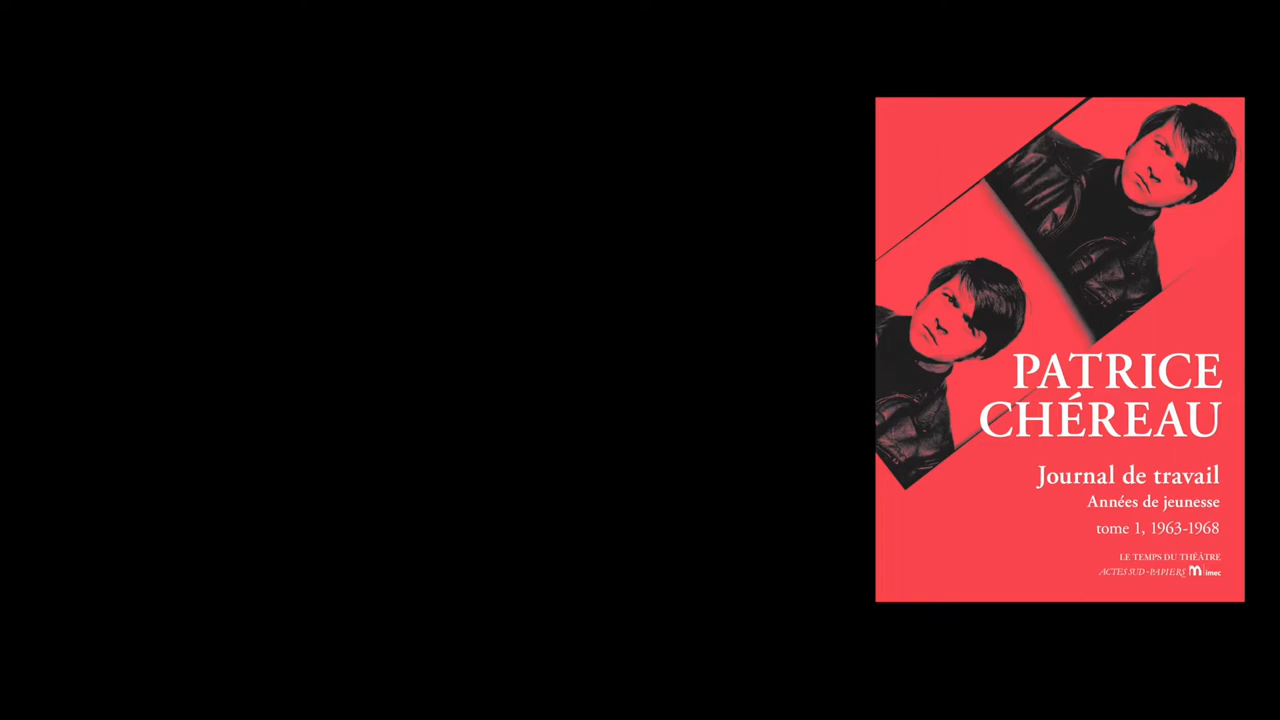 PATRICE
CHÉREAU
Journal de travail
Années de jeunesse
tome 1, 1963-1968
LE TEMPS DU THÉÂTRE
ACTES SUD-PAPIERS imec